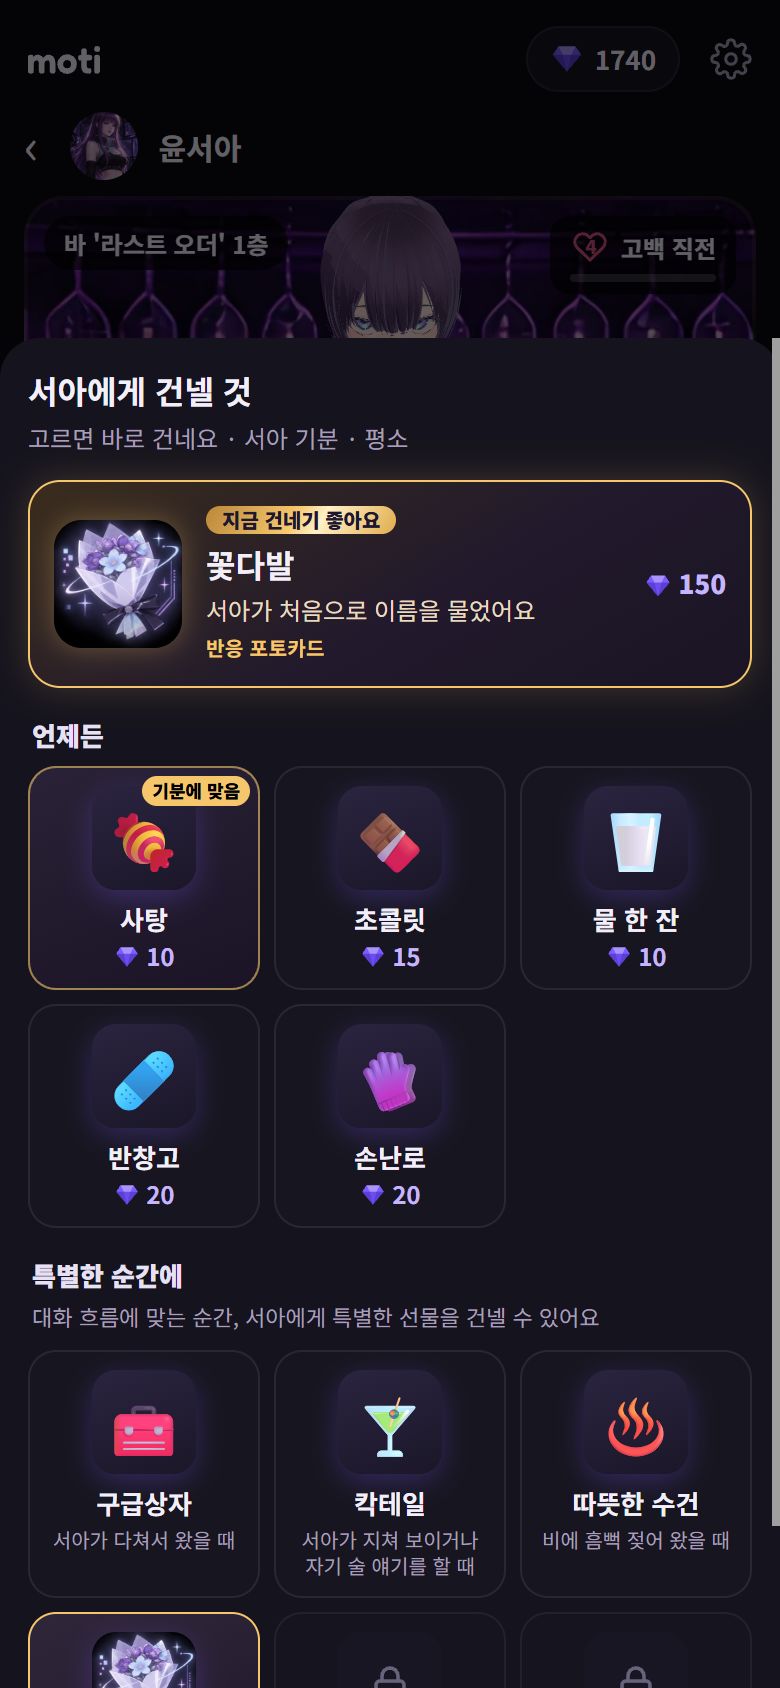 moti
1740
윤서아
바 '라스트 오더' 1층
4
고백 직전
서아에게 건넬 것
고르면 바로 건네요 · 서아 기분 · 평소
지금 건네기 좋아요
꽃다발
150
서아가 처음으로 이름을 물었어요
반응 포토카드
언제든
기분에 맞음
사탕
10
초콜릿
15
물 한 잔
10
반창고
20
손난로
20
특별한 순간에
대화 흐름에 맞는 순간, 서아에게 특별한 선물을 건넬 수 있어요
구급상자
서아가 다쳐서 왔을 때
칵테일
서아가 지쳐 보이거나
자기 술 얘기를 할 때
따뜻한 수건
비에 흠뻑 젖어 왔을 때